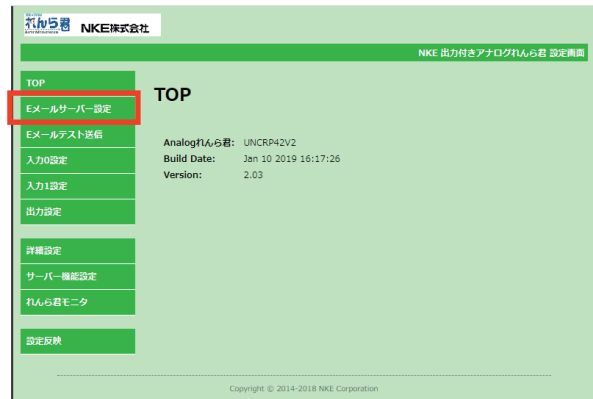 れんら君 NKE株式会社
NKE 出力付きアナログれんら君 設定画面
TOP
Eメールサーバー設定
Eメールテスト送信
入力0設定
入力1設定
出力設定
詳細設定
サーバー機能設定
れんら君モニタ
設定反映
TOP
Analogれんら君: UNCRP42V2
Build Date: Jan 10 2019 16:17:26
Version: 2.03
Copyright © 2014-2018 NKE Corporation